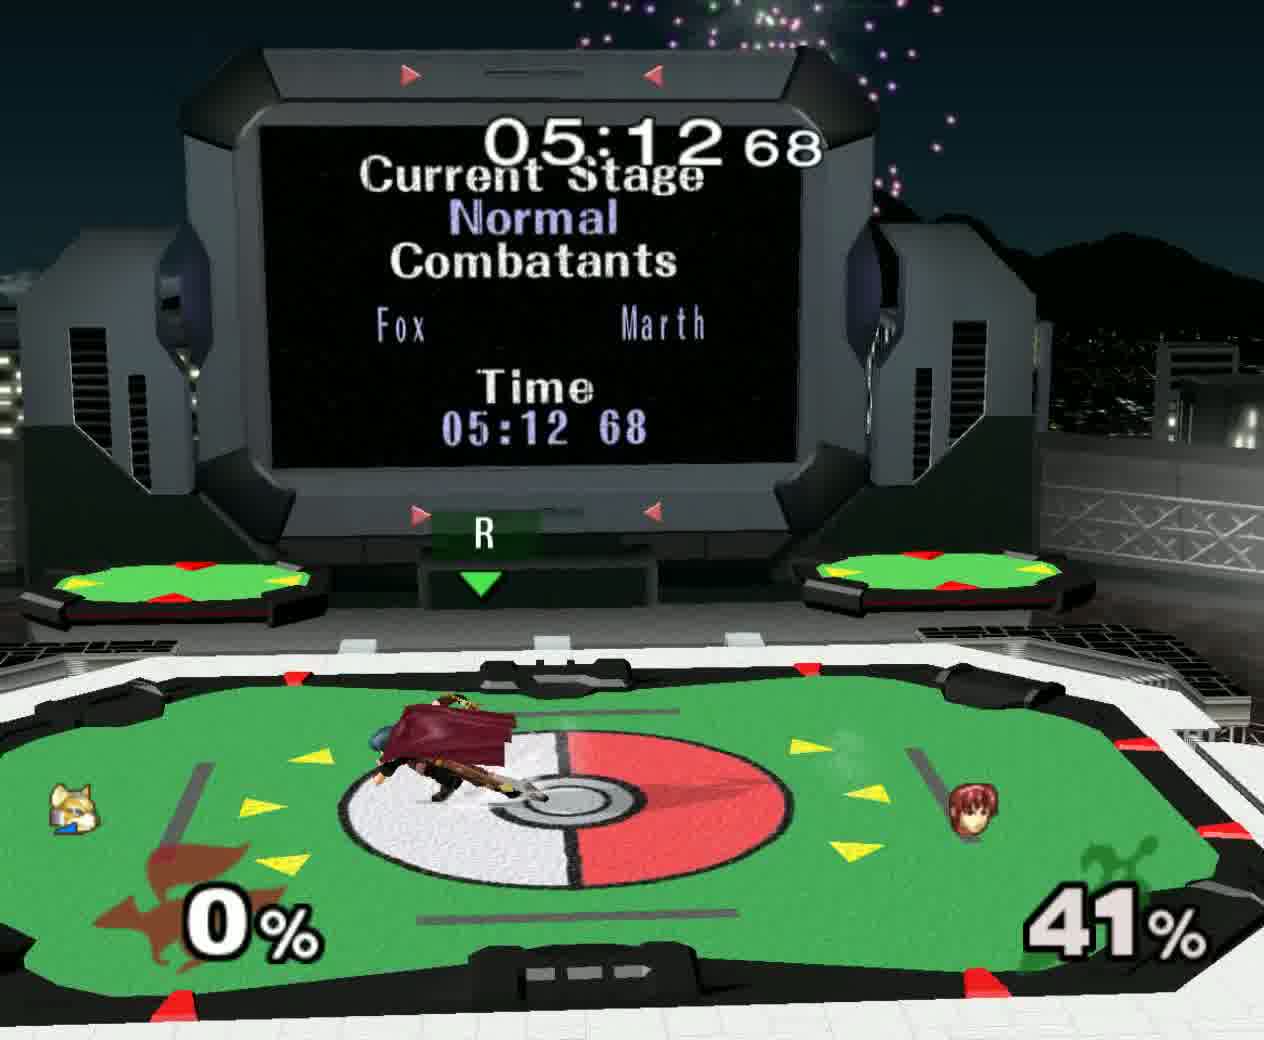 05:12 68
Current Stage
Normal
Combatants
Fox Marth
Time
05:12 68
R
0%
41%